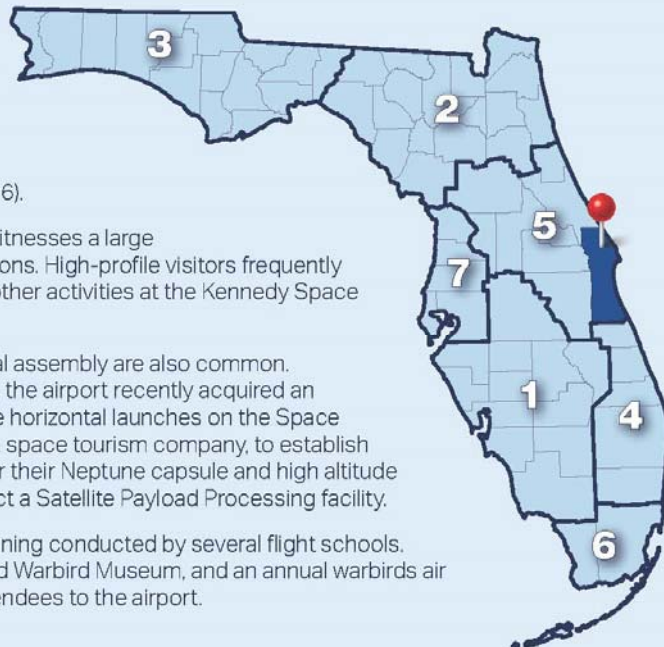 3
2
6).
itnesses a large
ons. High-profile visitors frequently
other activities at the Kennedy Space
5
7
al assembly are also common.
the airport recently acquired an
e horizontal launches on the Space
space tourism company, to establish
r their Neptune capsule and high altitude
ct a Satellite Payload Processing facility.
1
4
ning conducted by several flight schools.
d Warbird Museum, and an annual warbirds air
endees to the airport.
6